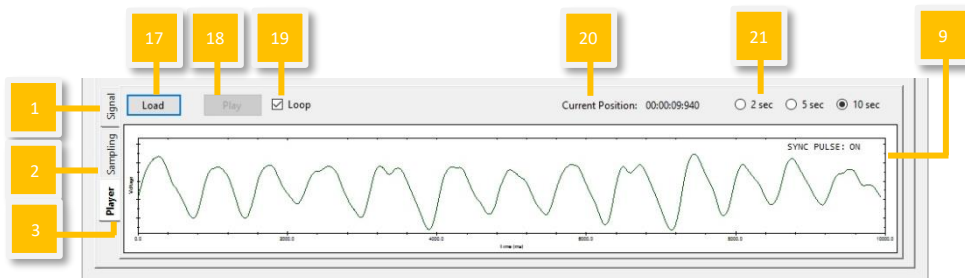 17
18
19
20
21
9
1
2
3
Signal
Sampling
Player
Load
Play
Loop
Current Position: 00:00:09:940
2 sec
5 sec
10 sec
SYNC PULSE: ON
Voltage
0.0
2000.0
4000.0
6000.0
8000.0
10000.0
Time (ms)